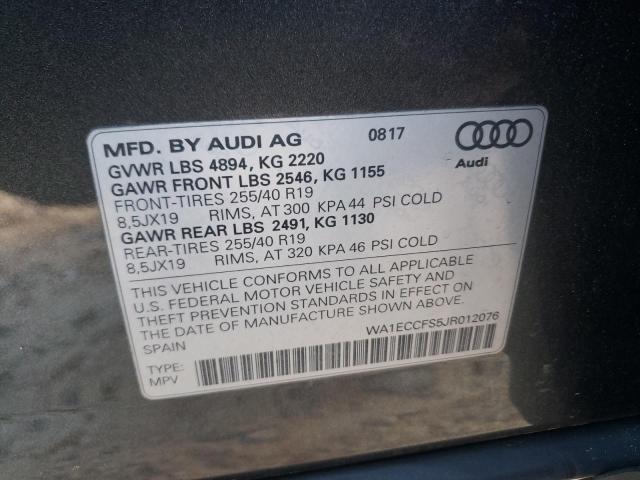 MFD. BY AUDI AG 0817
Audi
GVWR LBS 4894, KG 2220
GAWR FRONT LBS 2546, KG 1155
FRONT-TIRES 255/40 R19
8,5JX19 RIMS, AT 300 KPA 44 PSI COLD
GAWR REAR LBS 2491, KG 1130
REAR-TIRES 255/40 R19
8,5JX19 RIMS, AT 320 KPA 46 PSI COLD
THIS VEHICLE CONFORMS TO ALL APPLICABLE
U.S. FEDERAL MOTOR VEHICLE SAFETY AND
THEFT PREVENTION STANDARDS IN EFFECT ON
DATE OF MANUFACTURE SHOWN ABOVE.
SPAIN WA1ECCFS5JR012076
TYPE:
MPV